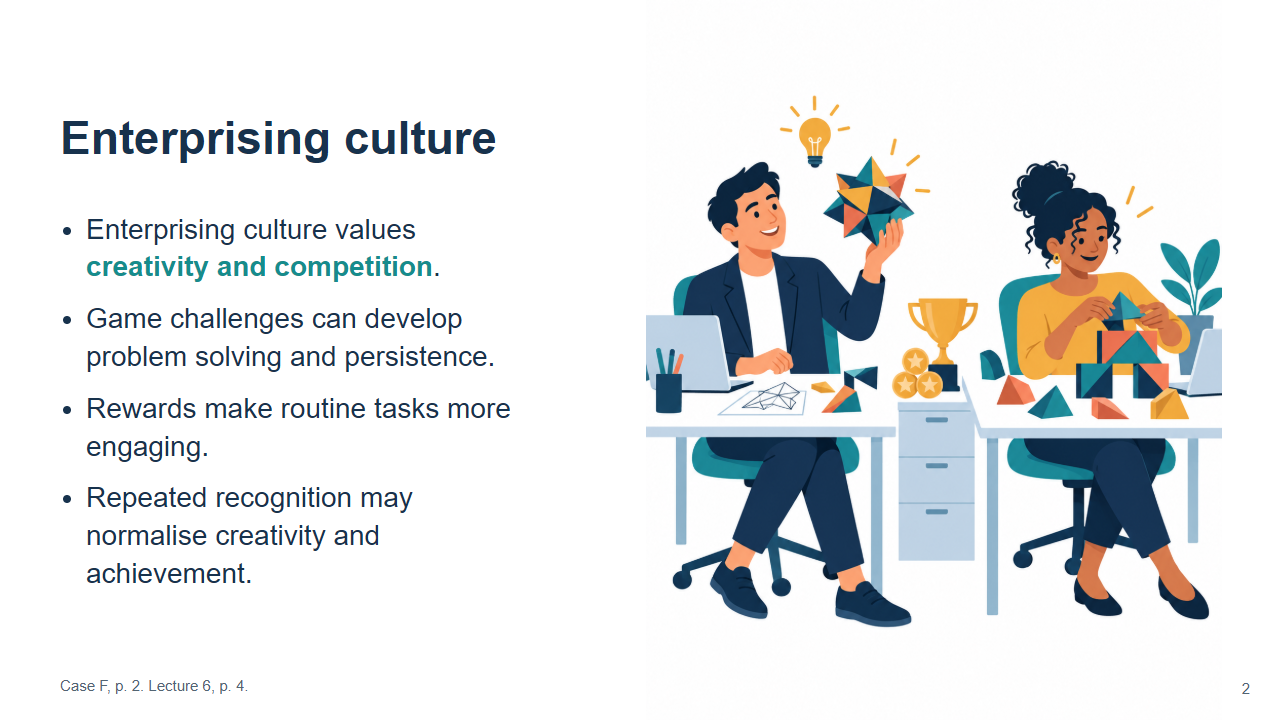 Enterprising culture
• Enterprising culture values
creativity and competition.
• Game challenges can develop
problem solving and persistence.
• Rewards make routine tasks more
engaging.
• Repeated recognition may
normalise creativity and
achievement.
Case F, p. 2. Lecture 6, p. 4.
2